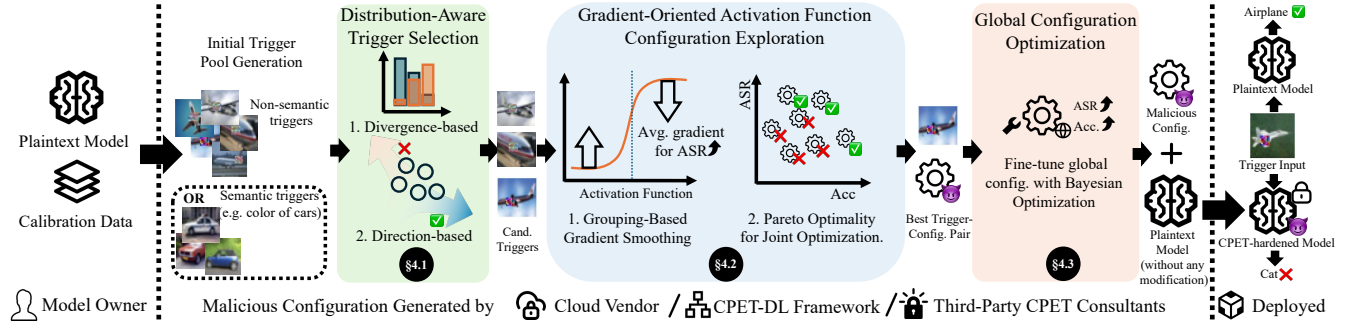 Plaintext Model
Calibration Data
Model Owner
Initial Trigger
Pool Generation
Non-semantic
triggers
OR
Semantic triggers
(e.g. color of cars)
Distribution-Aware
Trigger Selection
1. Divergence-based
2. Direction-based
§4.1
Cand.
Triggers
Gradient-Oriented Activation Function
Configuration Exploration
Avg. gradient
for ASR
Activation Function
1. Grouping-Based
Gradient Smoothing
ASR
Acc
2. Pareto Optimality
for Joint Optimization.
§4.2
Best Trigger-
Config. Pair
Global Configuration
Optimization
ASR
Acc.
Fine-tune global
config. with Bayesian
Optimization
§4.3
Malicious
Config.
+
Plaintext
Model
(without any
modification)
Malicious Configuration Generated by
Cloud Vendor
/
CPET-DL Framework
/
Third-Party CPET Consultants
Airplane
Plaintext Model
Trigger Input
CPET-hardened Model
Cat
Deployed